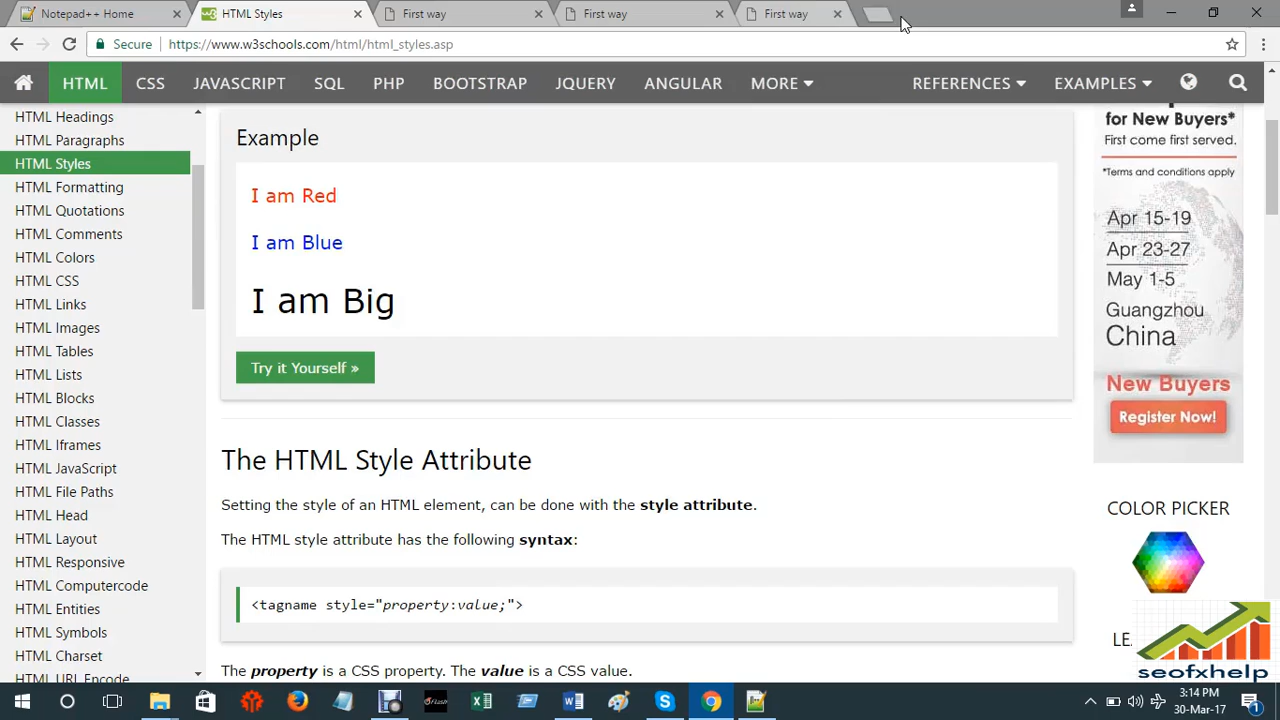 Notepad++ Home
HTML Styles
First way
First way
First way
Secure
https://www.w3schools.com/html/html_styles.asp
HTML
CSS
JAVASCRIPT
SQL
PHP
BOOTSTRAP
JQUERY
ANGULAR
MORE
REFERENCES
EXAMPLES
HTML Headings
HTML Paragraphs
HTML Styles
HTML Formatting
HTML Quotations
HTML Comments
HTML Colors
HTML CSS
HTML Links
HTML Images
HTML Tables
HTML Lists
HTML Blocks
HTML Classes
HTML Iframes
HTML JavaScript
HTML File Paths
HTML Head
HTML Layout
HTML Responsive
HTML Computercode
HTML Entities
HTML Symbols
HTML Charset
HTML URL Encode
Example
I am Red
I am Blue
I am Big
Try it Yourself »
The HTML Style Attribute
Setting the style of an HTML element, can be done with the style attribute.
The HTML style attribute has the following syntax:
<tagname style="property:value;">
The property is a CSS property. The value is a CSS value.
for New Buyers*
First come first served.
*Terms and conditions apply
Apr 15-19
Apr 23-27
May 1-5
Guangzhou
China
New Buyers
Register Now!
COLOR PICKER
seofxhelp
3:14 PM
30-Mar-17